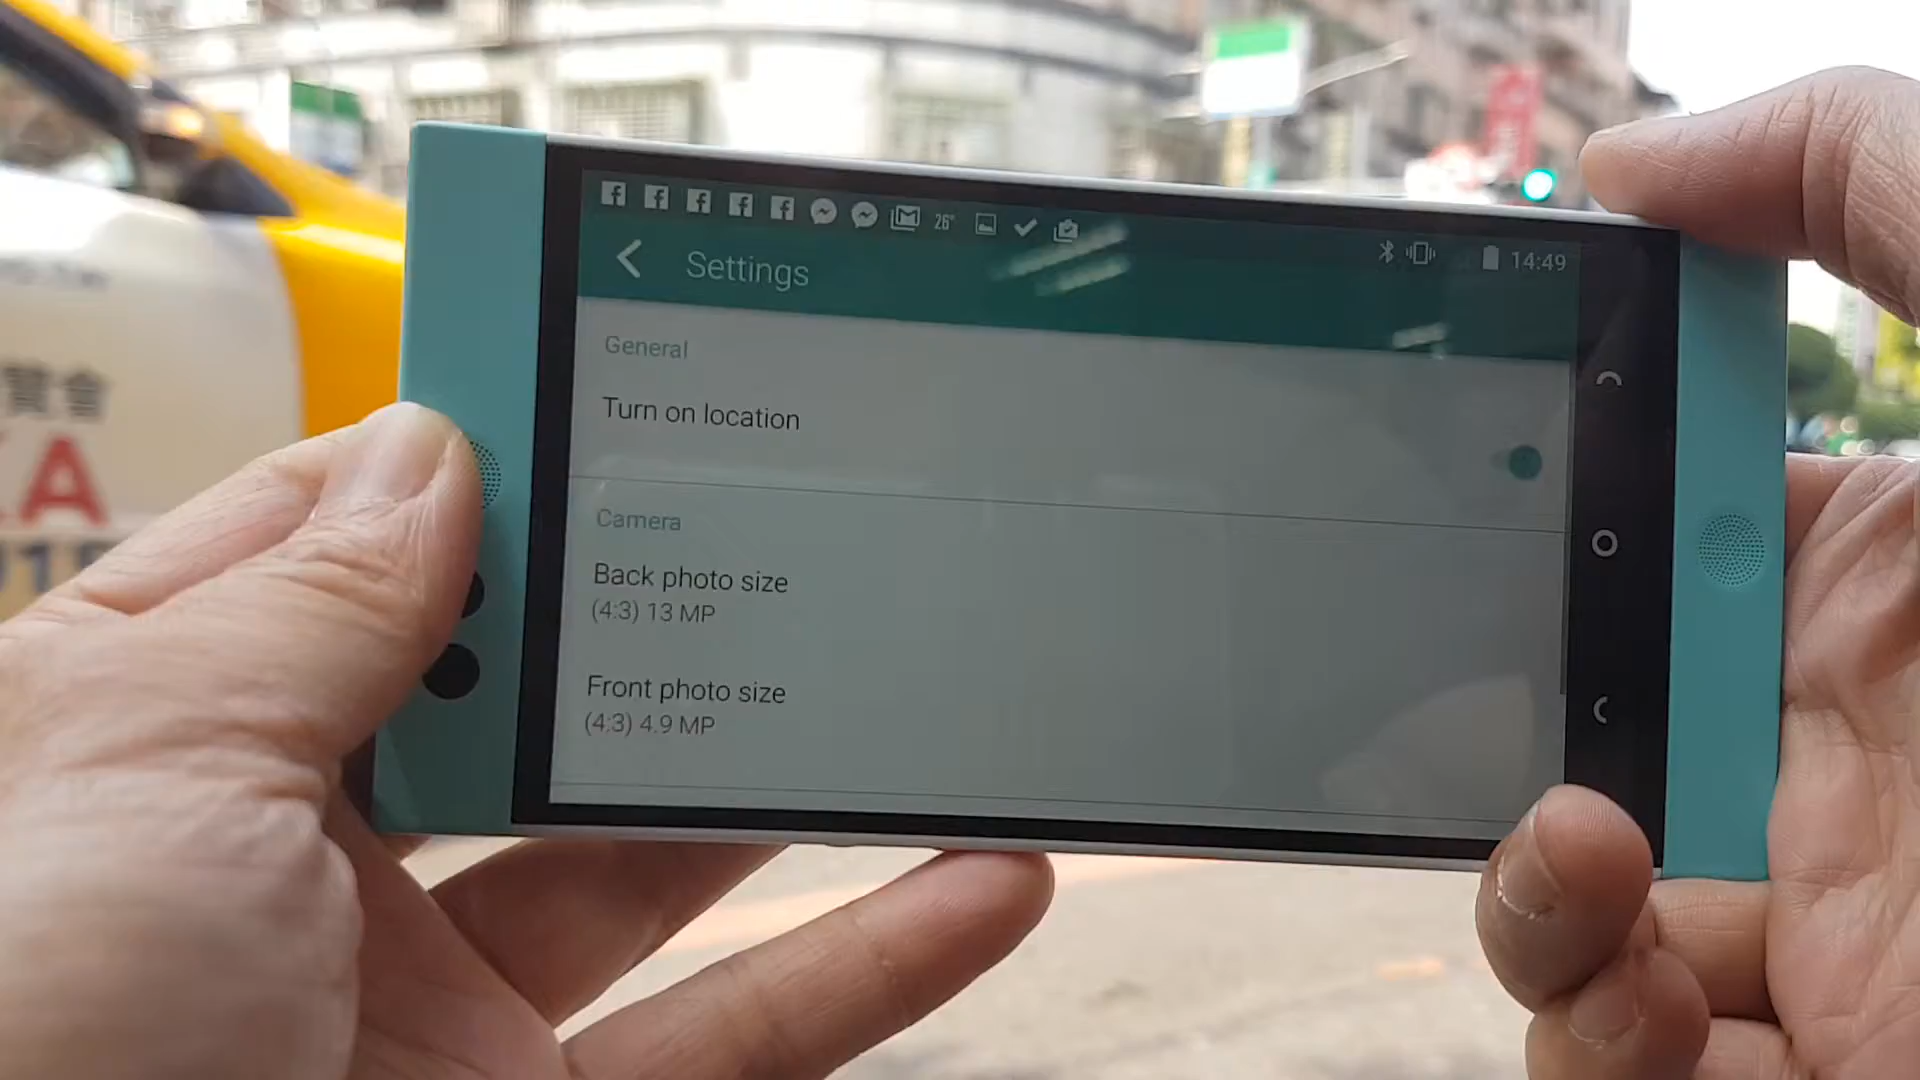 26°
14:49
Settings
General
Turn on location
Camera
Back photo size
(4:3) 13 MP
Front photo size
(4:3) 4.9 MP
A